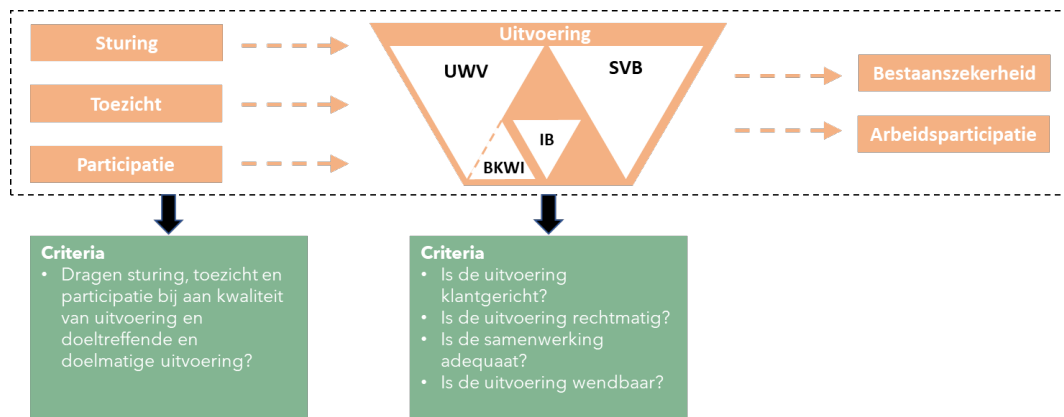 Sturing
Toezicht
Participatie
Uitvoering
UWV
SVB
IB
BKWI
Bestaanszekerheid
Arbeidsparticipatie
Criteria
• Dragen sturing, toezicht en
participatie bij aan kwaliteit
van uitvoering en
doeltreffende en
doelmatige uitvoering?
Criteria
• Is de uitvoering
klantgericht?
• Is de uitvoering rechtmatig?
• Is de samenwerking
adequaat?
• Is de uitvoering wendbaar?